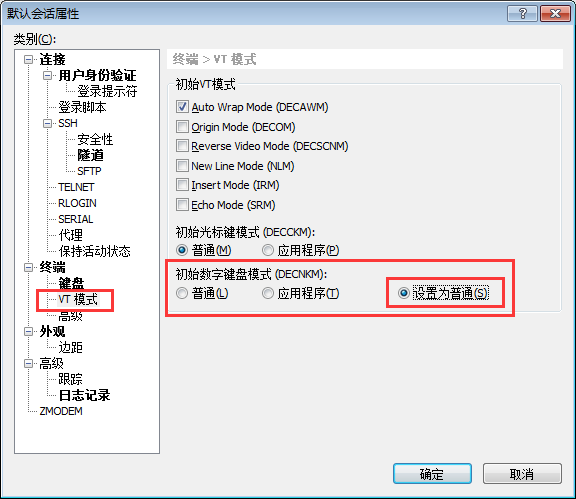 默认会话属性
类别(C):
连接
用户身份验证
登录提示符
登录脚本
SSH
安全性
隧道
SFTP
TELNET
RLOGIN
SERIAL
代理
保持活动状态
终端
键盘
VT 模式
高级
外观
边距
高级
跟踪
日志记录
ZMODEM
终端 > VT 模式
初始VT模式
Auto Wrap Mode (DECAWM)
Origin Mode (DECOM)
Reverse Video Mode (DECSCNM)
New Line Mode (NLM)
Insert Mode (IRM)
Echo Mode (SRM)
初始光标键模式 (DECCKM):
普通(M) 应用程序(P)
初始数字键盘模式 (DECNKM):
普通(L) 应用程序(T) 设置为普通(S)
确定 取消